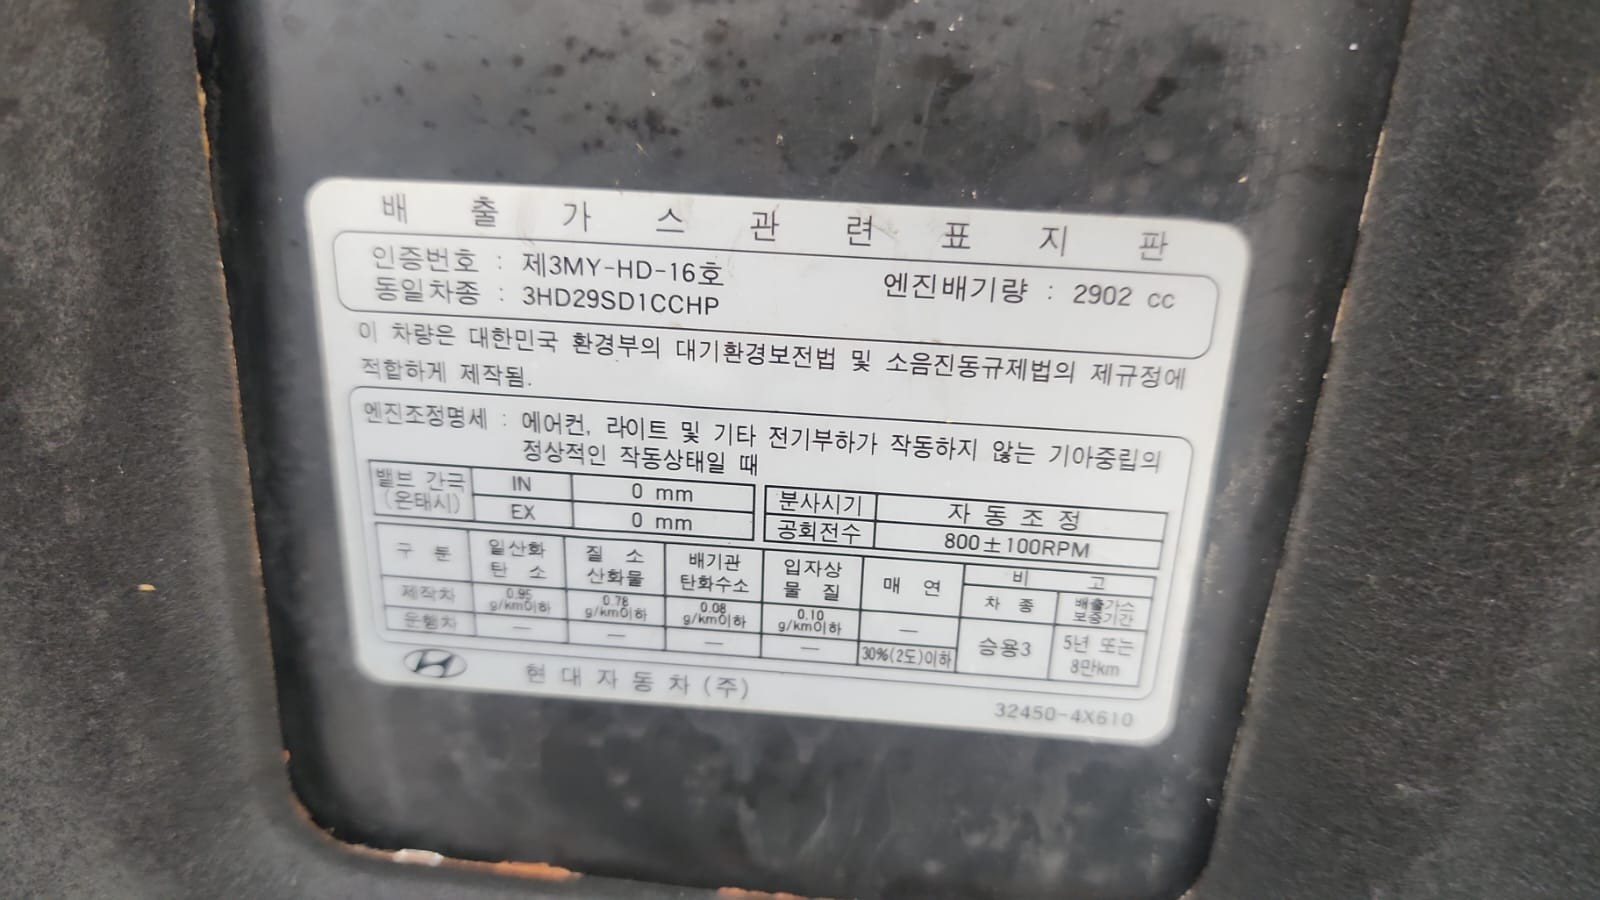 배 출 가 스 관 련 표 지 판
인증번호 : 제3MY-HD-16호 엔진배기량 : 2902 cc
동일차종 : 3HD29SD1CCHP
이 차량은 대한민국 환경부의 대기환경보전법 및 소음진동규제법의 제규정에
적합하게 제작됨.
엔진조정명세 : 에어컨, 라이트 및 기타 전기부하가 작동하지 않는 기아중립의
정상적인 작동상태일 때
밸브 간극 (온태시) IN 0 mm 분사시기 자 동 조 정
EX 0 mm 공회전수 800±100RPM
구 분 일산화 탄 소 질 소 산화물 배기관 탄화수소 입자상 물 질 매 연 비 고
차 종 배출가스 보증기간
제작차 0.95 g/km이하 0.78 g/km이하 0.08 g/km이하 0.10 g/km이하 — 승용3 5년 또는 8만km
운행차 — — — — 30%(2도)이하
현 대 자 동 차 (주)
32450-4X610